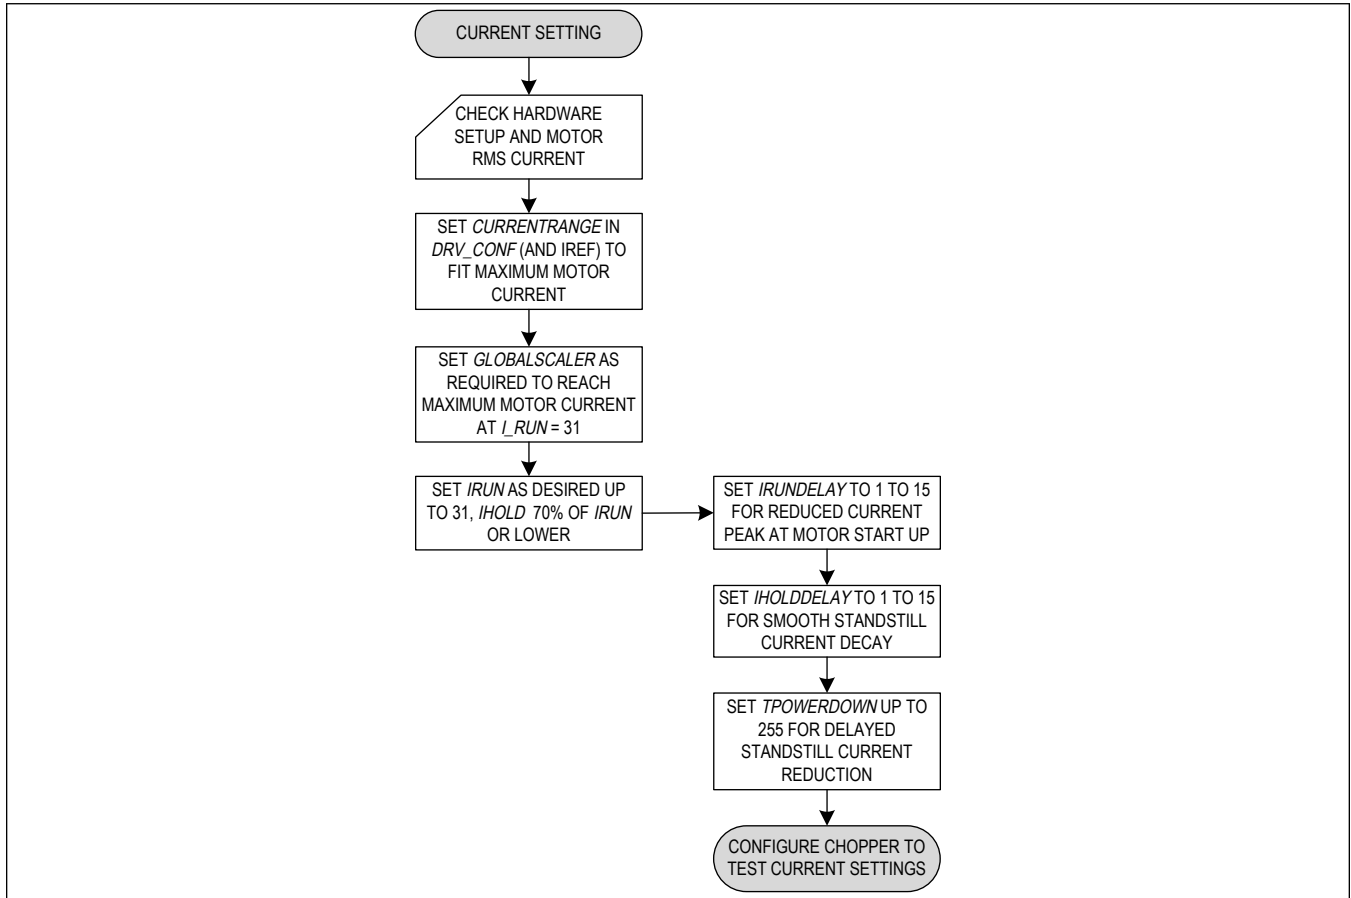 CURRENT SETTING
CHECK HARDWARE
SETUP AND MOTOR
RMS CURRENT
SET CURRENTRANGE IN
DRV_CONF (AND IREF) TO
FIT MAXIMUM MOTOR
CURRENT
SET GLOBALSCALER AS
REQUIRED TO REACH
MAXIMUM MOTOR CURRENT
AT I_RUN = 31
SET IRUN AS DESIRED UP
TO 31, IHOLD 70% OF IRUN
OR LOWER
SET IRUNDELAY TO 1 TO 15
FOR REDUCED CURRENT
PEAK AT MOTOR START UP
SET IHOLDDELAY TO 1 TO 15
FOR SMOOTH STANDSTILL
CURRENT DECAY
SET TPOWERDOWN UP TO
255 FOR DELAYED
STANDSTILL CURRENT
REDUCTION
CONFIGURE CHOPPER TO
TEST CURRENT SETTINGS